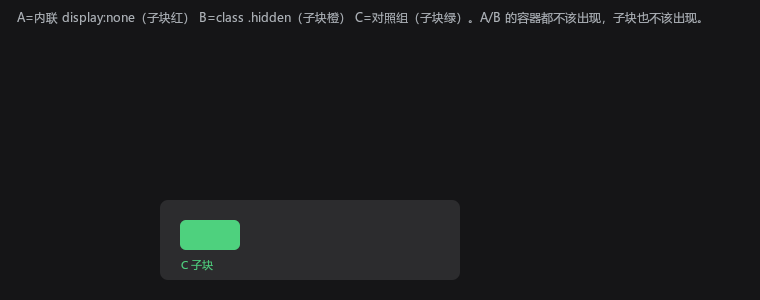 A=内联 display:none（子块红） B=class .hidden（子块橙） C=对照组（子块绿）。A/B 的容器都不该出现，子块也不该出现。
C 子块